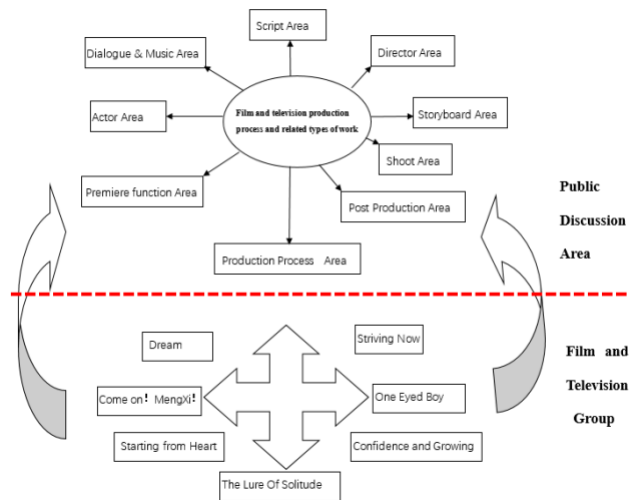 Script Area
Dialogue & Music Area
Director Area
Film and television production
process and related types of work
Actor Area
Storyboard Area
Shoot Area
Premiere function Area
Post Production Area
Production Process Area
Public
Discussion
Area
Dream
Striving Now
Come on! MengXi!
One Eyed Boy
Starting from Heart
Confidence and Growing
The Lure Of Solitude
Film and
Television
Group